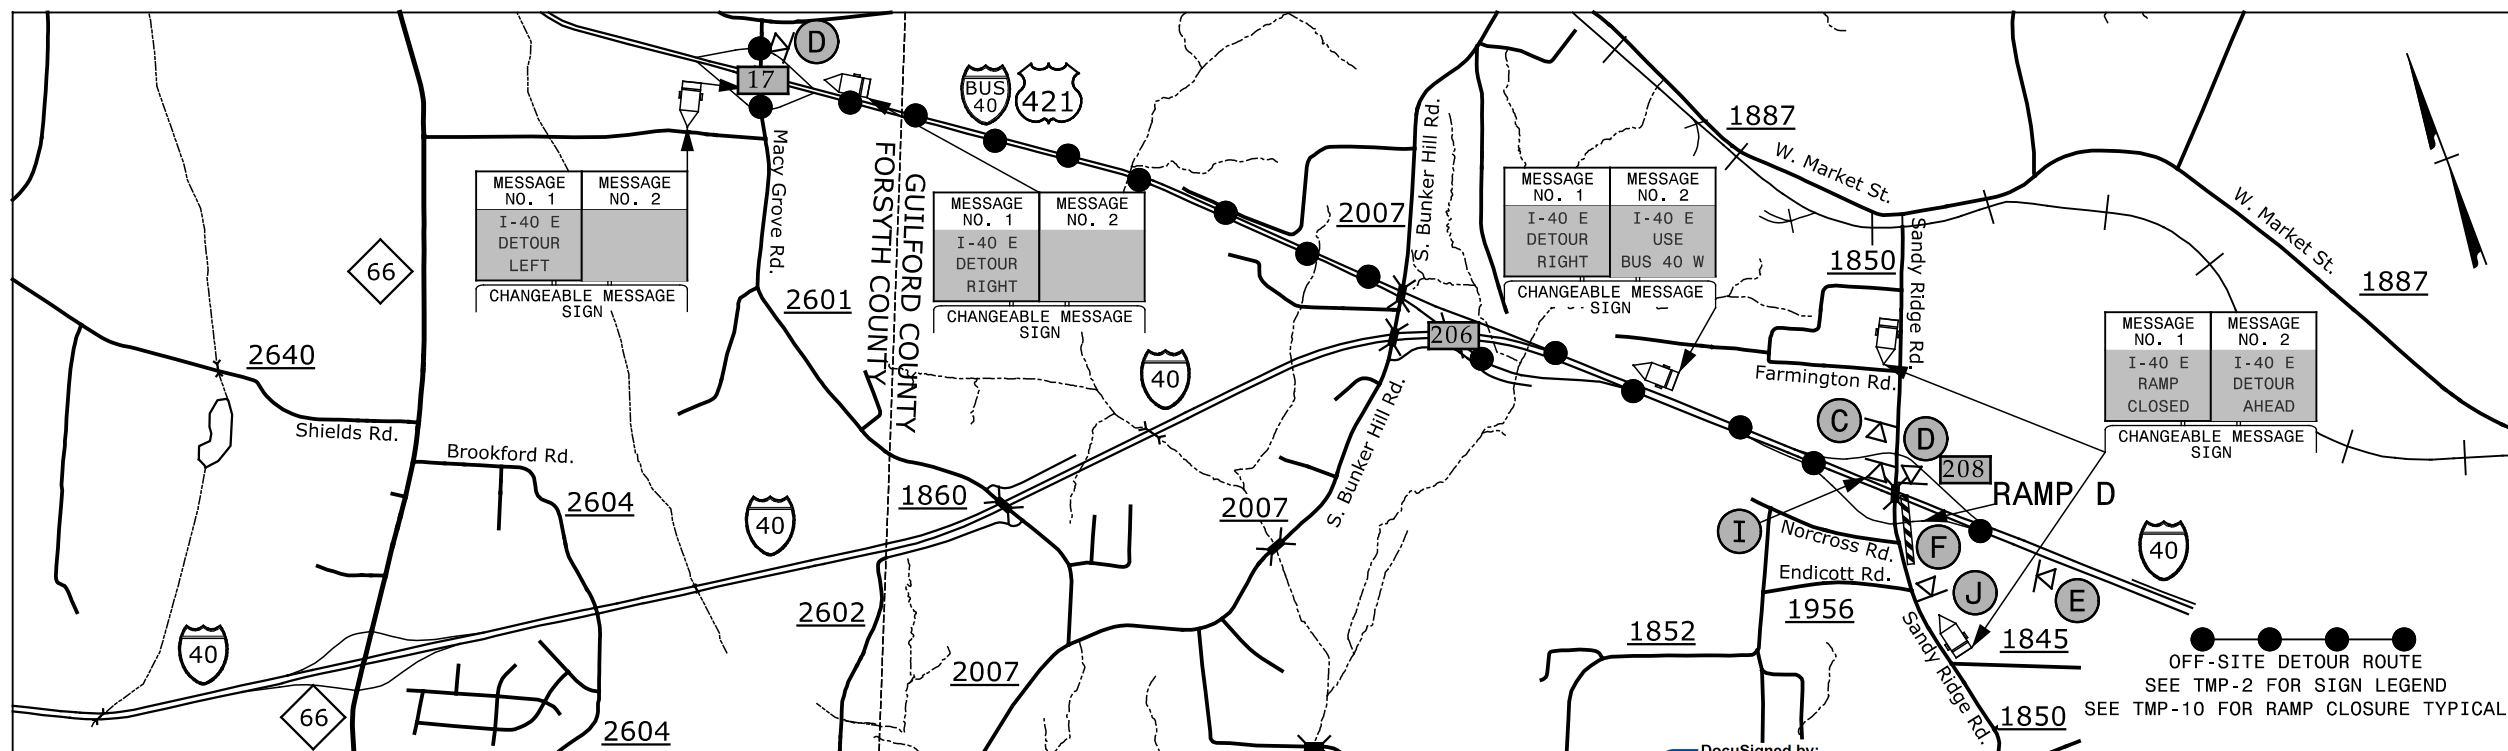 D
17
BUS
40
421
1887
W. Market St.
W. Market St.
1887
Macy Grove Rd.
GUILFORD COUNTY
FORSYTH COUNTY
MESSAGE NO. 1
MESSAGE NO. 2
I-40 E
DETOUR
LEFT
CHANGEABLE MESSAGE
SIGN
MESSAGE NO. 1
MESSAGE NO. 2
I-40 E
DETOUR
RIGHT
CHANGEABLE MESSAGE
SIGN
2007
S. Bunker Hill Rd.
MESSAGE NO. 1
MESSAGE NO. 2
I-40 E
DETOUR
RIGHT
I-40 E
USE
BUS 40 W
CHANGEABLE MESSAGE
SIGN
1850
Sandy Ridge Rd.
66
2601
2640
206
40
Farmington Rd.
MESSAGE NO. 1
MESSAGE NO. 2
I-40 E
RAMP
CLOSED
I-40 E
DETOUR
AHEAD
CHANGEABLE MESSAGE
SIGN
Shields Rd.
Brookford Rd.
2604
40
1860
2007
S. Bunker Hill Rd.
C
D
208
RAMP D
I
Norcross Rd.
F
40
Endicott Rd.
1956
J
E
2602
1852
Sandy Ridge Rd.
1845
40
2007
66
2604
1850
OFF-SITE DETOUR ROUTE
SEE TMP-2 FOR SIGN LEGEND
SEE TMP-10 FOR RAMP CLOSURE TYPICAL
DocuSigned by: